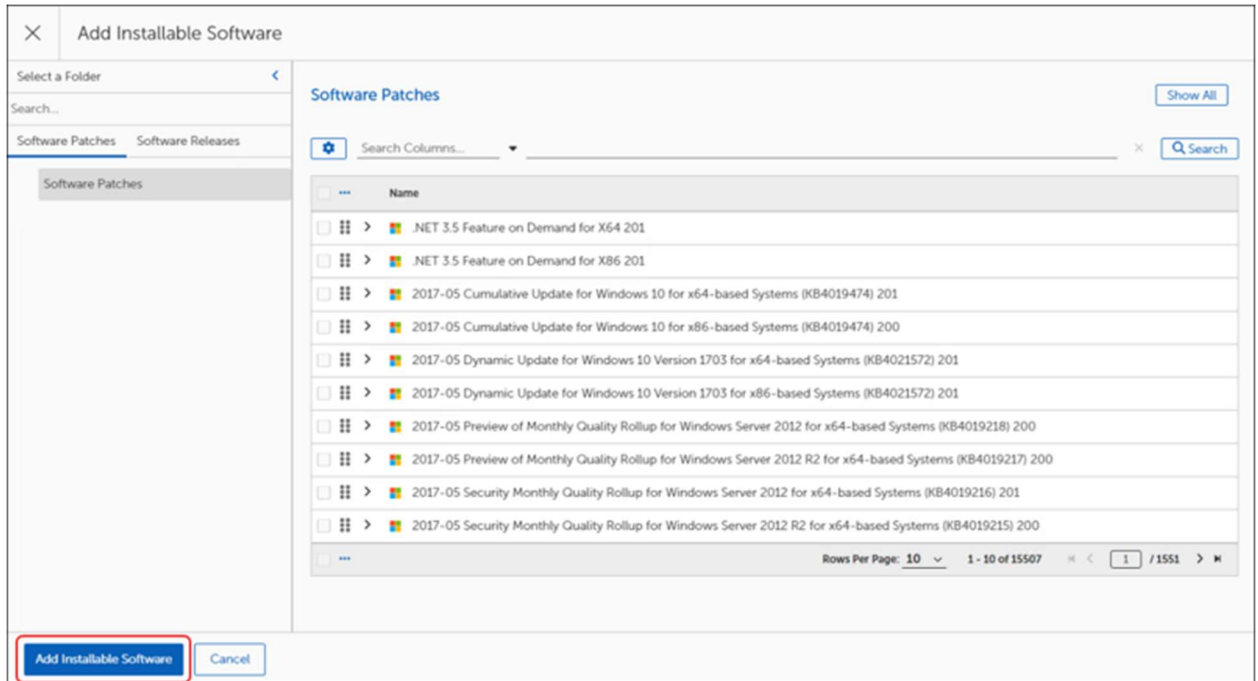 Add Installable Software
Select a Folder
Search...
Software Patches Software Releases
Software Patches
Software Patches
Show All
Search Columns...
Search
Name
.NET 3.5 Feature on Demand for X64 201
.NET 3.5 Feature on Demand for X86 201
2017-05 Cumulative Update for Windows 10 for x64-based Systems (KB4019474) 201
2017-05 Cumulative Update for Windows 10 for x86-based Systems (KB4019474) 200
2017-05 Dynamic Update for Windows 10 Version 1703 for x64-based Systems (KB4021572) 201
2017-05 Dynamic Update for Windows 10 Version 1703 for x86-based Systems (KB4021572) 201
2017-05 Preview of Monthly Quality Rollup for Windows Server 2012 for x64-based Systems (KB4019218) 200
2017-05 Preview of Monthly Quality Rollup for Windows Server 2012 R2 for x64-based Systems (KB4019217) 200
2017-05 Security Monthly Quality Rollup for Windows Server 2012 for x64-based Systems (KB4019216) 201
2017-05 Security Monthly Quality Rollup for Windows Server 2012 R2 for x64-based Systems (KB4019215) 200
Rows Per Page: 10 1 - 10 of 15507 1 / 1551
Add Installable Software Cancel